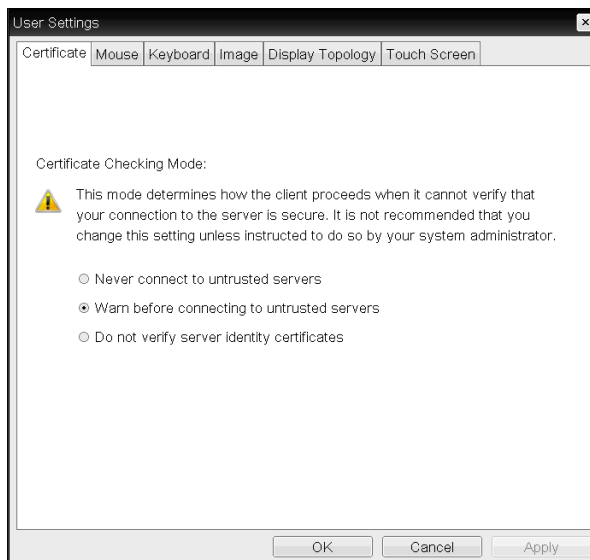 User Settings
Certificate Mouse Keyboard Image Display Topology Touch Screen
Certificate Checking Mode:
This mode determines how the client proceeds when it cannot verify that
your connection to the server is secure. It is not recommended that you
change this setting unless instructed to do so by your system administrator.
Never connect to untrusted servers
Warn before connecting to untrusted servers
Do not verify server identity certificates
OK Cancel Apply